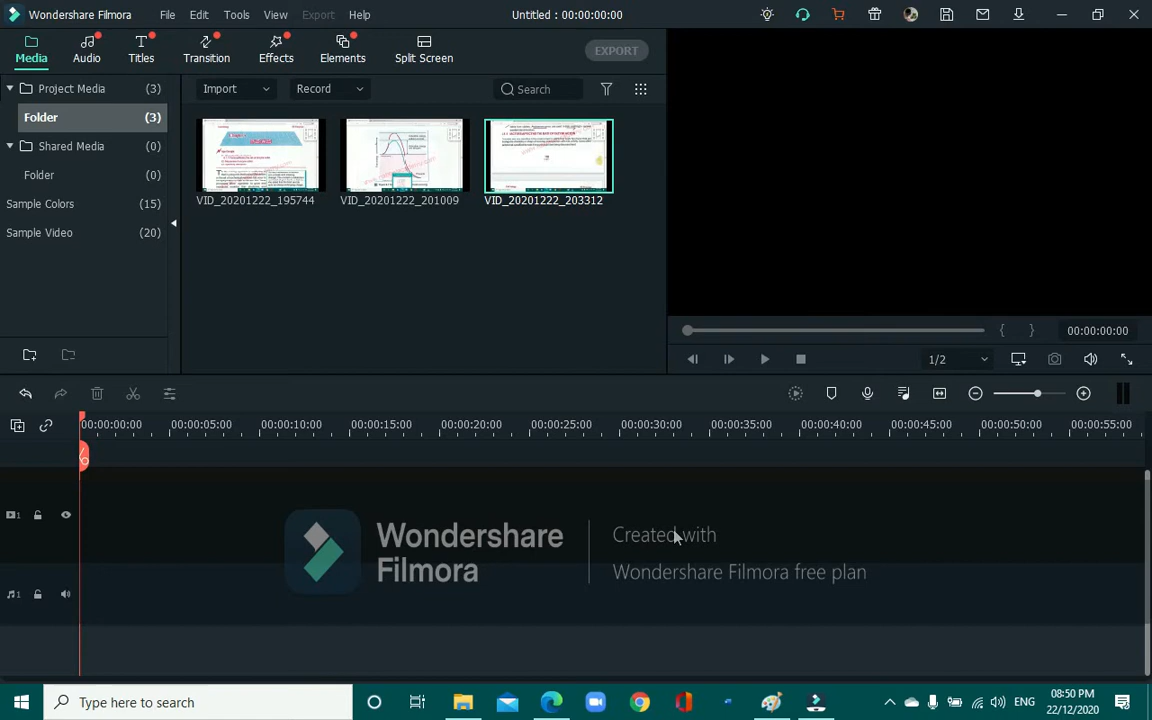 Wondershare Filmora File Edit Tools View Export Help Untitled : 00:00:00:00
Media Audio Titles Transition Effects Elements Split Screen EXPORT
Project Media (3) Import Record Search
Folder (3)
Shared Media (0)
Folder (0)
Sample Colors (15)
Sample Video (20)
VID_20201222_195744 VID_20201222_201009 VID_20201222_203312
{ } 00:00:00:00
1/2
00:00:00:00 00:00:05:00 00:00:10:00 00:00:15:00 00:00:20:00 00:00:25:00 00:00:30:00 00:00:35:00 00:00:40:00 00:00:45:00 00:00:50:00 00:00:55:00
1
Wondershare
Filmora
Created with
Wondershare Filmora free plan
1
Type here to search ENG 08:50 PM
22/12/2020